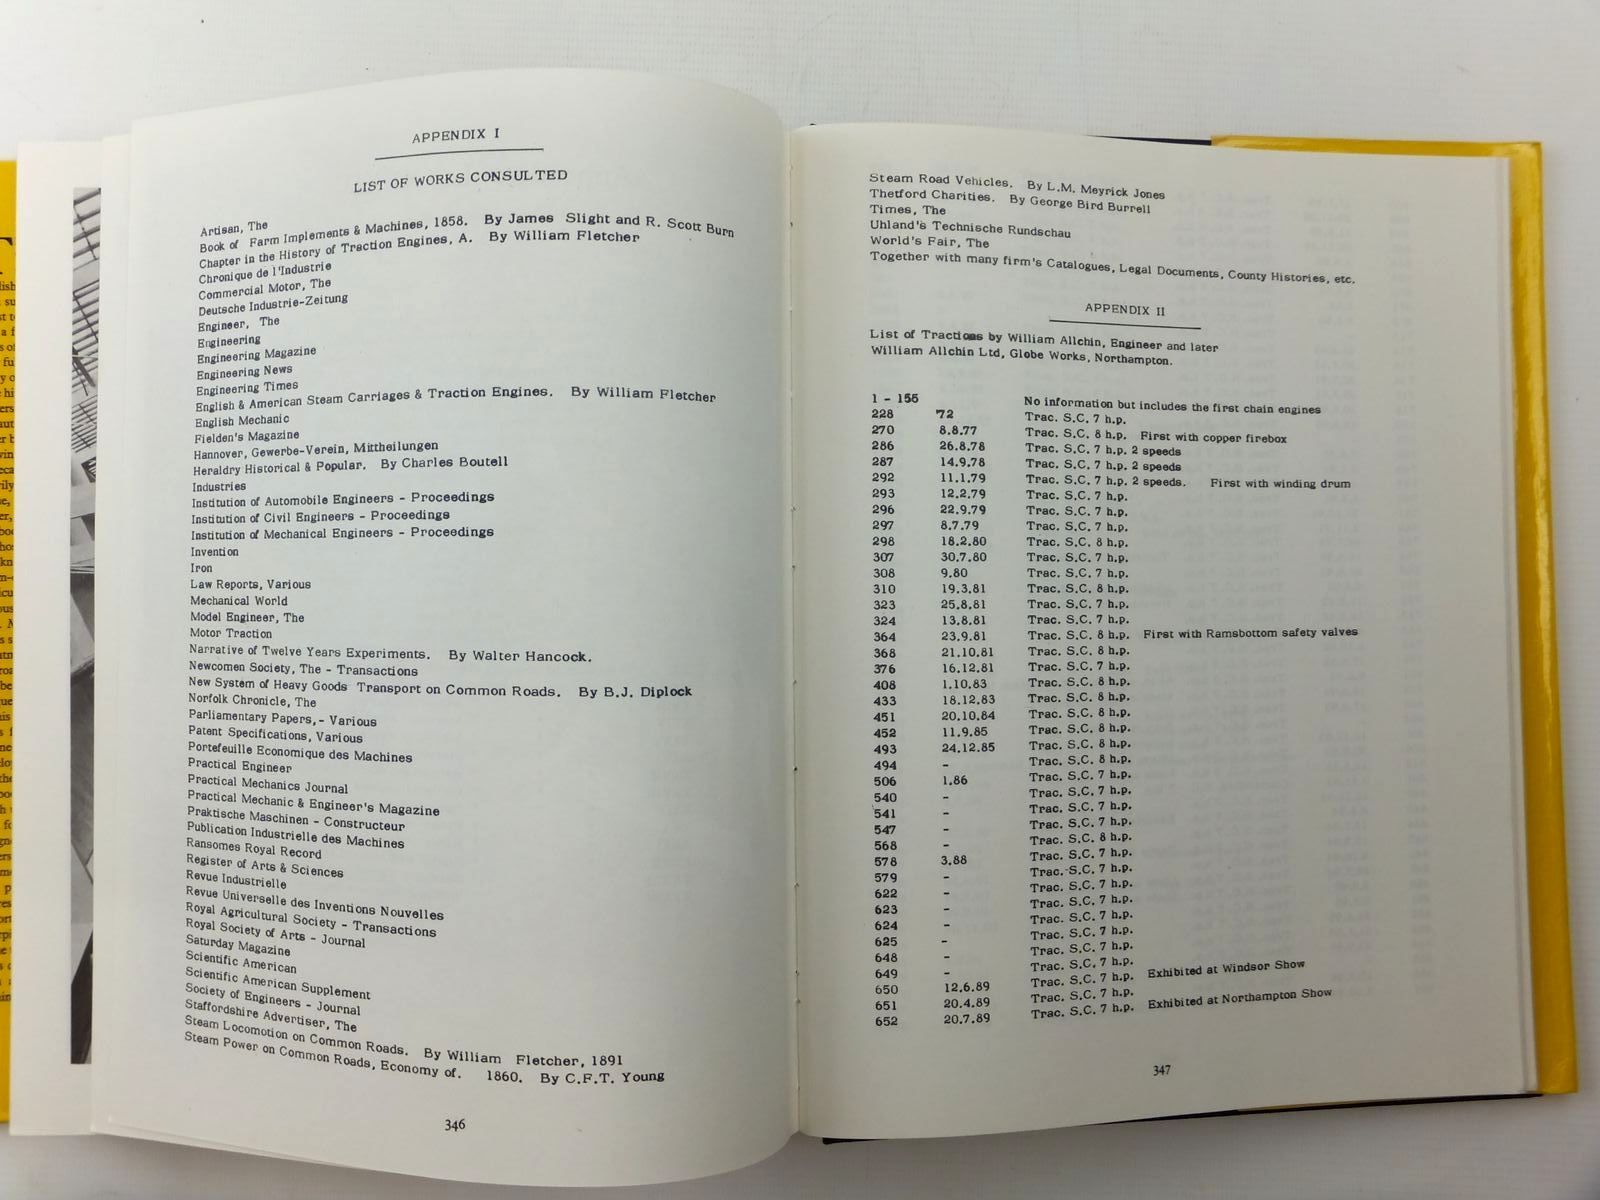 APPENDIX I
LIST OF WORKS CONSULTED
Artisan, The
Book of Farm Implements & Machines, 1858. By James Slight and R. Scott Burn
Chapter in the History of Traction Engines, A. By William Fletcher
Chronique de l'Industrie
Commercial Motor, The
Deutsche Industrie-Zeitung
Engineer, The
Engineering
Engineering Magazine
Engineering News
Engineering Times
English & American Steam Carriages & Traction Engines. By William Fletcher
English Mechanic
Fielden's Magazine
Hannover, Gewerbe-Verein, Mittheilungen
Heraldry Historical & Popular. By Charles Boutell
Industries
Institution of Automobile Engineers - Proceedings
Institution of Civil Engineers - Proceedings
Institution of Mechanical Engineers - Proceedings
Invention
Iron
Law Reports, Various
Mechanical World
Model Engineer, The
Motor Traction
Narrative of Twelve Years Experiments. By Walter Hancock.
Newcomen Society, The - Transactions
New System of Heavy Goods Transport on Common Roads. By B.J. Diplock
Norfolk Chronicle, The
Parliamentary Papers,- Various
Patent Specifications, Various
Portefeuille Economique des Machines
Practical Engineer
Practical Mechanics Journal
Practical Mechanic & Engineer's Magazine
Praktische Maschinen - Constructeur
Publication Industrielle des Machines
Ransomes Royal Record
Register of Arts & Sciences
Revue Industrielle
Revue Universelle des Inventions Nouvelles
Royal Agricultural Society - Transactions
Royal Society of Arts - Journal
Saturday Magazine
Scientific American
Scientific American Supplement
Society of Engineers - Journal
Staffordshire Advertiser, The
Steam Locomotion on Common Roads. By William Fletcher, 1891
Steam Power on Common Roads, Economy of. 1860. By C.F.T. Young
346
Steam Road Vehicles. By L.M. Meyrick Jones
Thetford Charities. By George Bird Burrell
Times, The
Uhland's Technische Rundschau
World's Fair, The
Together with many firm's Catalogues, Legal Documents, County Histories, etc.
APPENDIX II
List of Tractions by William Allchin, Engineer and later
William Allchin Ltd, Globe Works, Northampton.
1 - 155 No information but includes the first chain engines
228 '72 Trac. S.C. 7 h.p.
270 8.8.77 Trac. S.C. 8 h.p. First with copper firebox
286 26.8.78 Trac. S.C. 7 h.p. 2 speeds
287 14.9.78 Trac. S.C. 7 h.p. 2 speeds
292 11.1.79 Trac. S.C. 7 h.p. 2 speeds. First with winding drum
293 12.2.79 Trac. S.C. 7 h.p.
296 22.9.79 Trac. S.C. 7 h.p.
297 8.7.79 Trac. S.C. 7 h.p.
298 18.2.80 Trac. S.C. 8 h.p.
307 30.7.80 Trac. S.C. 7 h.p.
308 9.80 Trac. S.C. 7 h.p.
310 19.3.81 Trac. S.C. 8 h.p.
323 25.8.81 Trac. S.C. 7 h.p.
324 13.8.81 Trac. S.C. 7 h.p.
364 23.9.81 Trac. S.C. 8 h.p. First with Ramsbottom safety valves
368 21.10.81 Trac. S.C. 8 h.p.
376 16.12.81 Trac. S.C. 7 h.p.
408 1.10.83 Trac. S.C. 8 h.p.
433 18.12.83 Trac. S.C. 8 h.p.
451 20.10.84 Trac. S.C. 8 h.p.
452 11.9.85 Trac. S.C. 8 h.p.
493 24.12.85 Trac. S.C. 8 h.p.
494 - Trac. S.C. 8 h.p.
506 1.86 Trac. S.C. 7 h.p.
540 - Trac. S.C. 7 h.p.
541 - Trac. S.C. 7 h.p.
547 - Trac. S.C. 7 h.p.
568 - Trac. S.C. 8 h.p.
578 3.88 Trac. S.C. 7 h.p.
579 - Trac. S.C. 7 h.p.
622 - Trac. S.C. 7 h.p.
623 - Trac. S.C. 7 h.p.
624 - Trac. S.C. 7 h.p.
625 - Trac. S.C. 7 h.p.
648 - Trac. S.C. 7 h.p.
649 - Trac. S.C. 7 h.p.
650 12.6.89 Trac. S.C. 7 h.p. Exhibited at Windsor Show
651 20.4.89 Trac. S.C. 7 h.p.
652 20.7.89 Trac. S.C. 7 h.p. Exhibited at Northampton Show
347